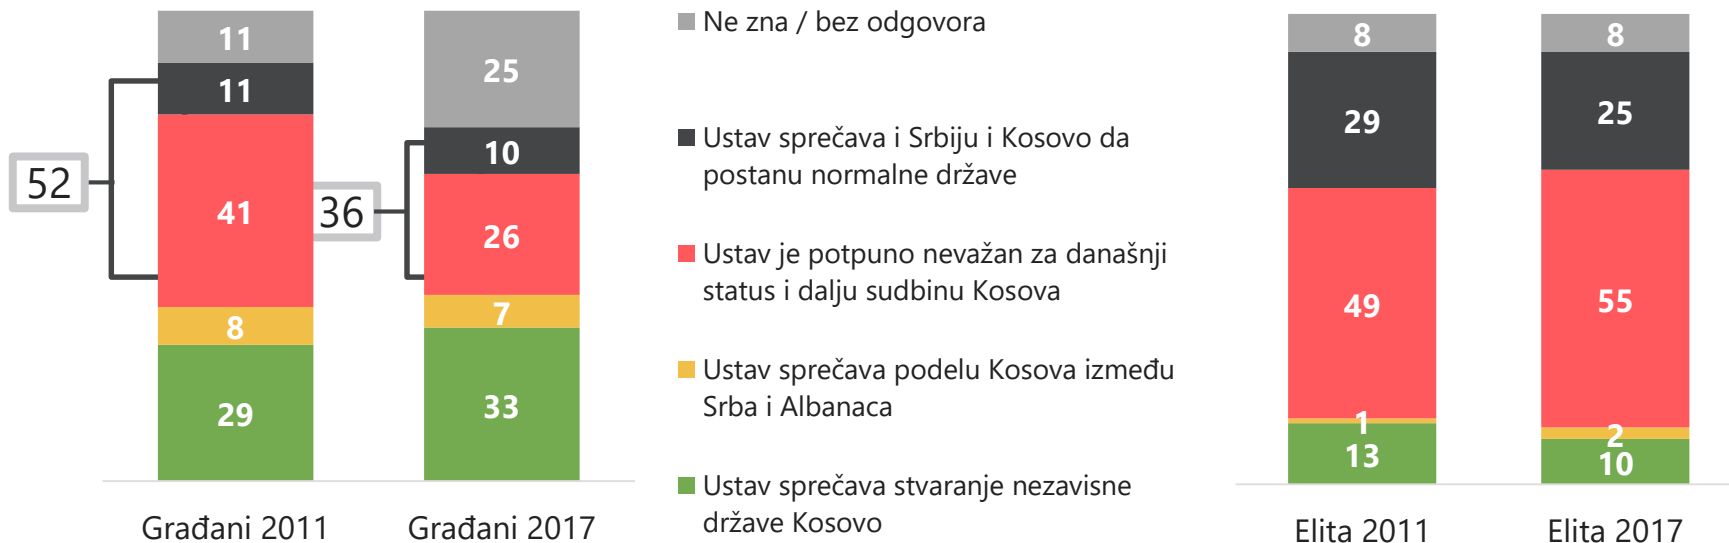 11
11
41
8
29
52
Građani 2011
25
10
26
7
33
36
Građani 2017
Ne zna / bez odgovora
Ustav sprečava i Srbiju i Kosovo da
postanu normalne države
Ustav je potpuno nevažan za današnji
status i dalju sudbinu Kosova
Ustav sprečava podelu Kosova između
Srba i Albanaca
Ustav sprečava stvaranje nezavisne
države Kosovo
8
29
49
1
13
Elita 2011
8
25
55
2
10
Elita 2017